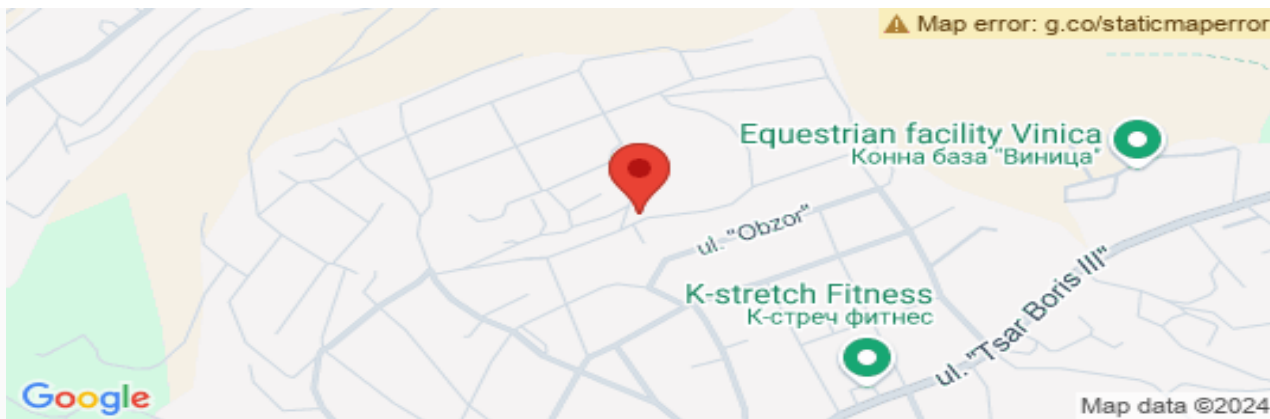 Map error: g.co/staticmaperror
Equestrian facility Vinica
Конна база "Виница"
ul. "Obzor"
K-stretch Fitness
К-стреч фитнес
ul. "Tsar Boris III"
Google
Map data ©2024